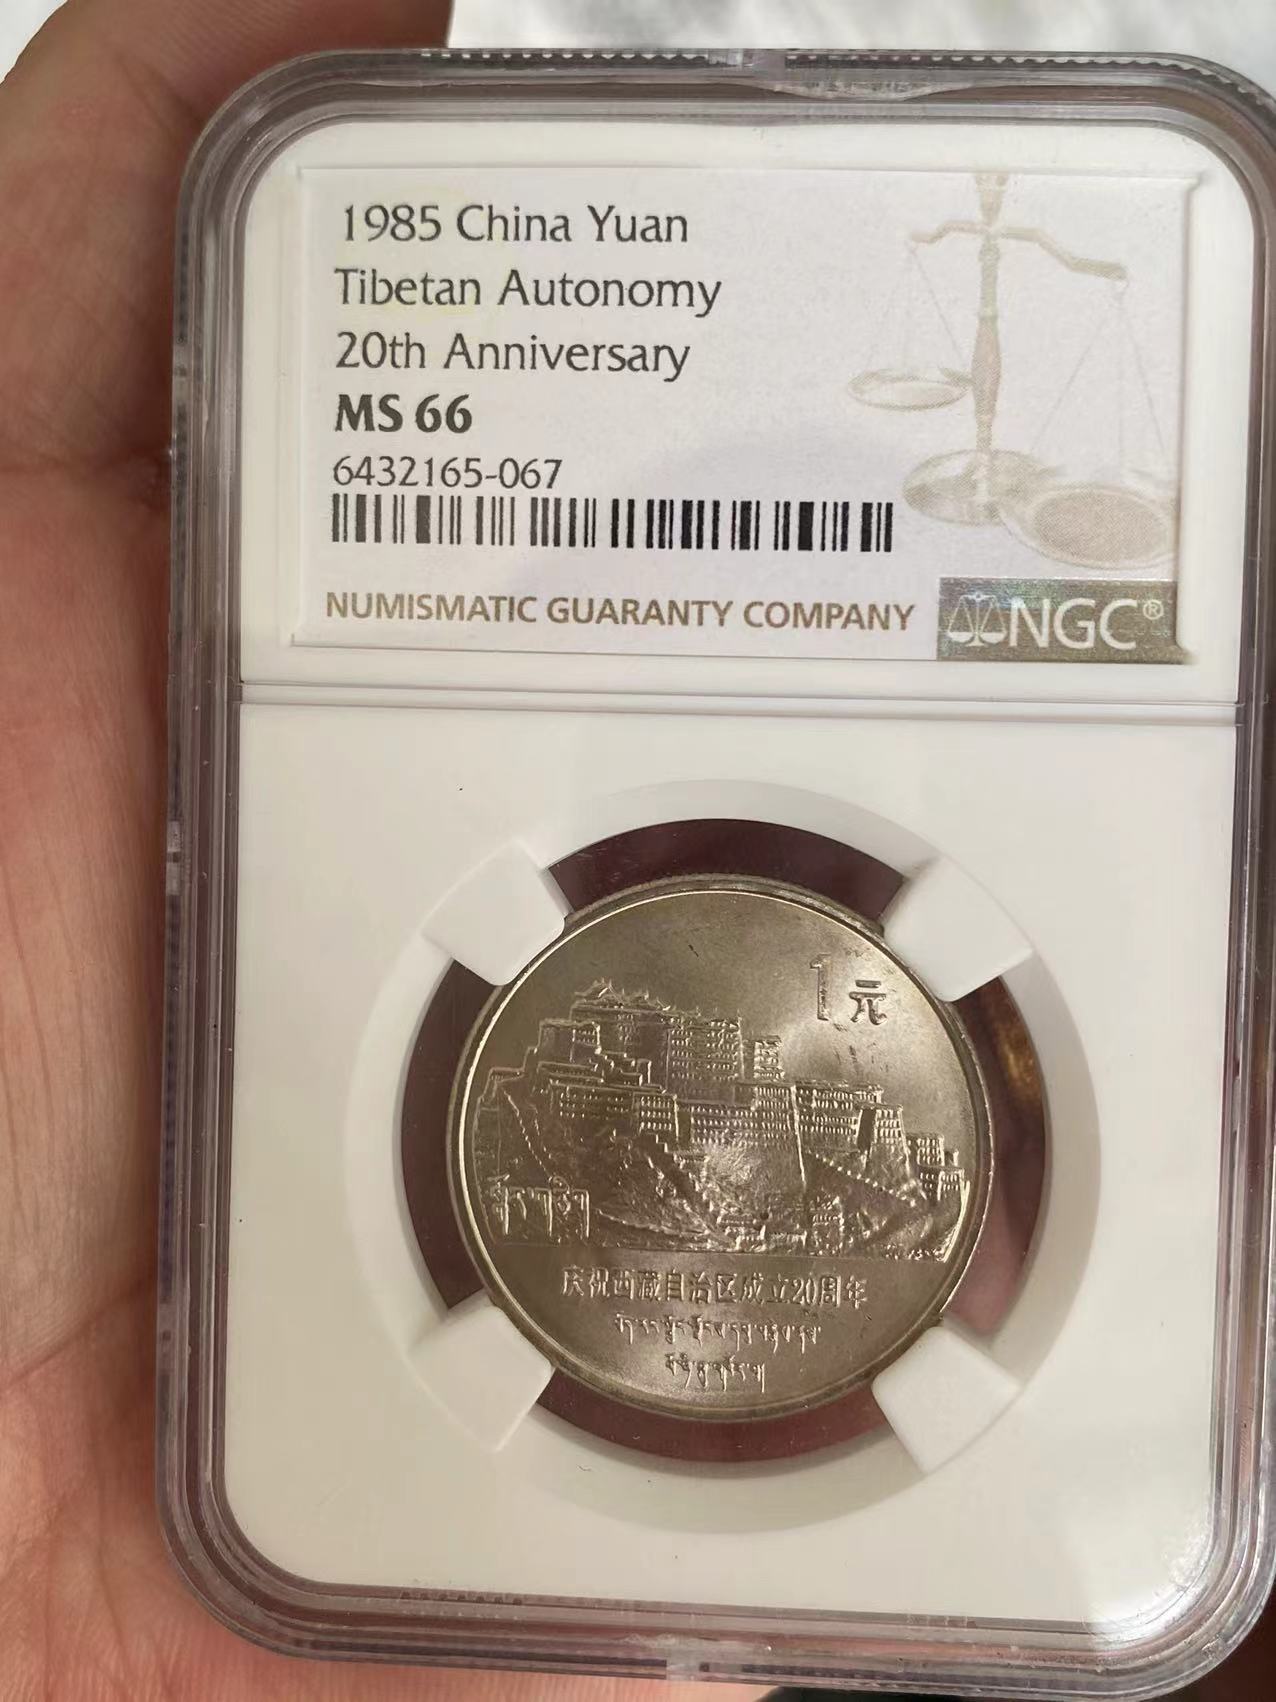 1985 China Yuan
Tibetan Autonomy
20th Anniversary
MS 66
6432165-067
NUMISMATIC GUARANTY COMPANY
NGC®
1元
庆祝西藏自治区成立20周年